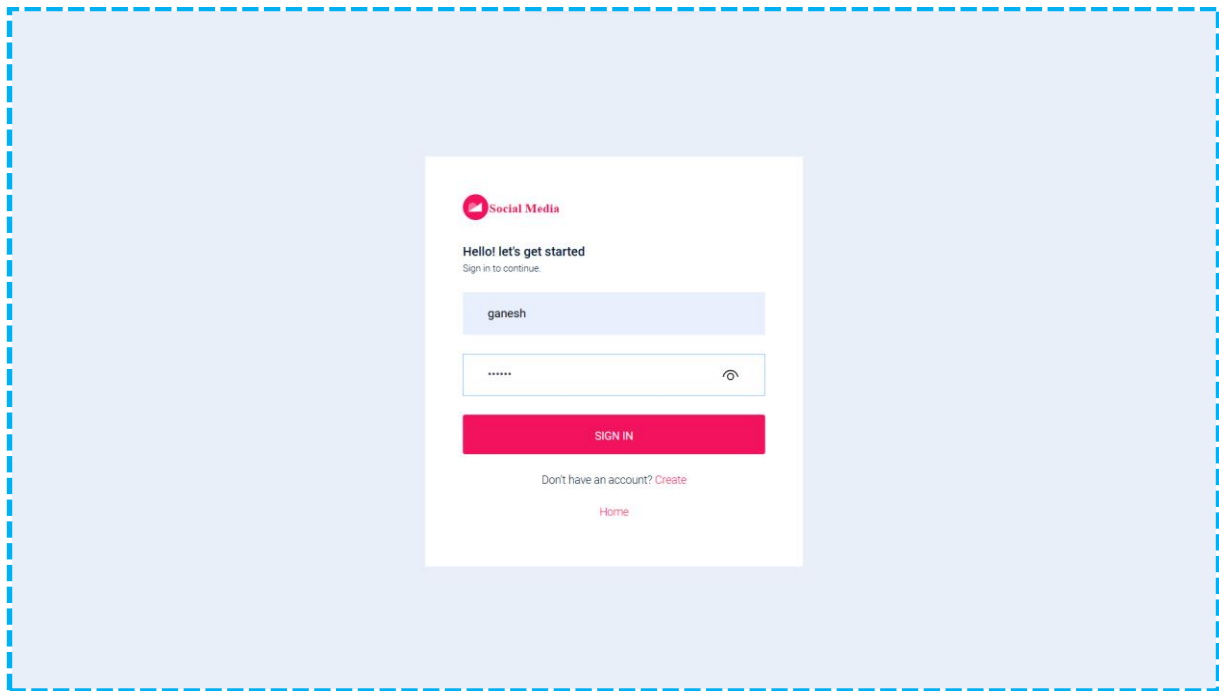 Social Media
Hello! let's get started
Sign in to continue.
ganesh
••••••
SIGN IN
Don't have an account? Create
Home